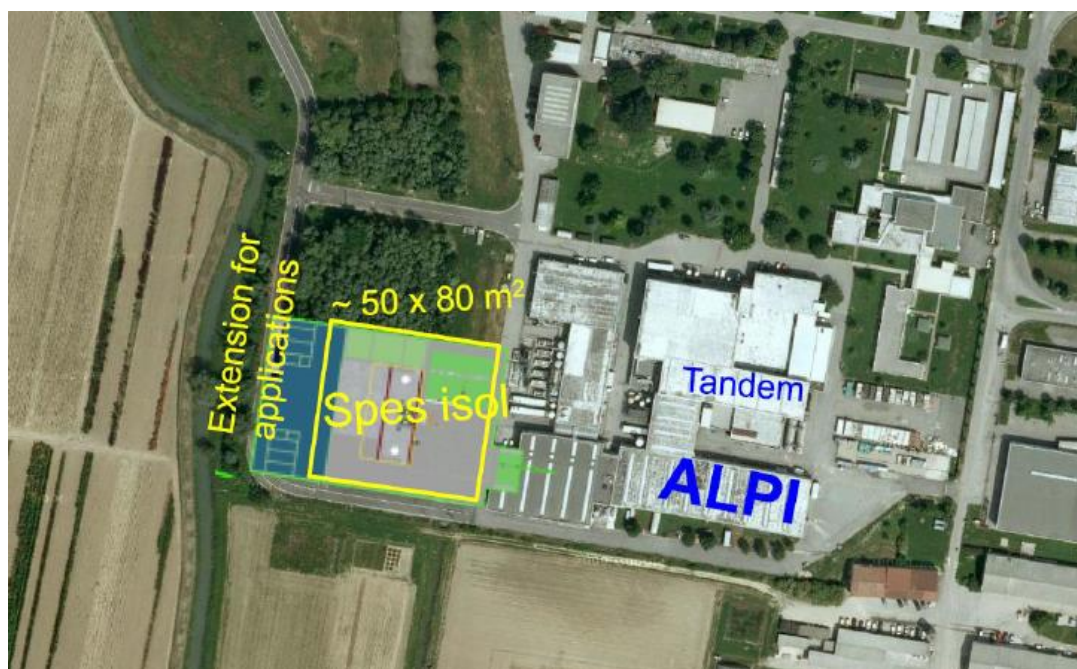 Extension for
applications
~ 50 x 80 m²
Spes isol
Tandem
ALPI